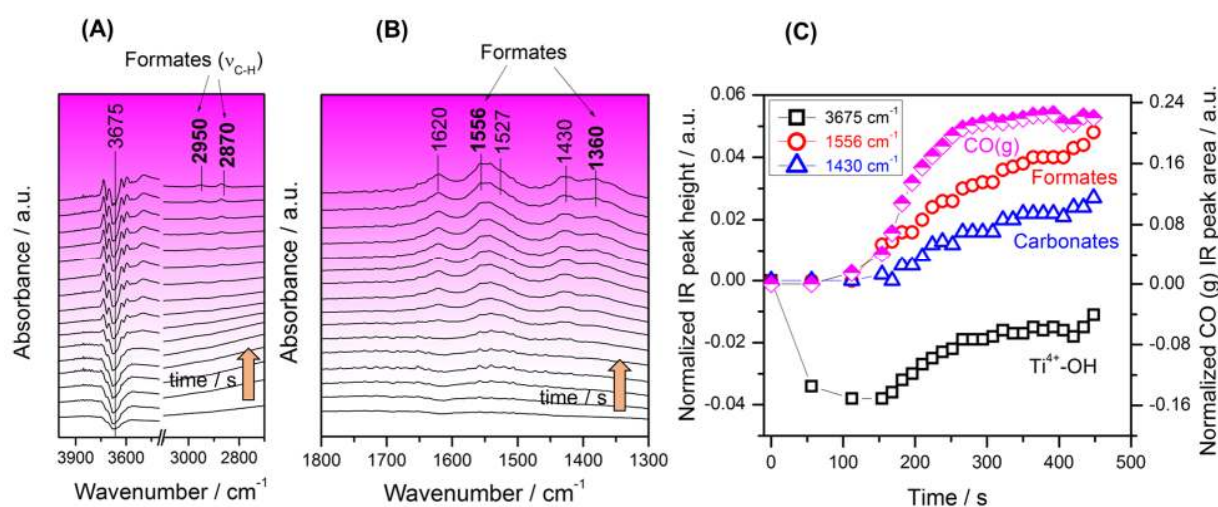 (A)
Formates (νC-H)
3675
2950
2870
Absorbance / a.u.
time / s
3900 3600 3000 2800
Wavenumber / cm⁻¹
(B)
Formates
1620
1556
1527
1430
1360
Absorbance / a.u.
time / s
1800 1700 1600 1500 1400 1300
Wavenumber / cm⁻¹
(C)
Normalized IR peak height / a.u.
0.06
0.04
0.02
0.00
-0.02
-0.04
3675 cm⁻¹
1556 cm⁻¹
1430 cm⁻¹
CO(g)
Formates
Carbonates
Ti⁴⁺-OH
0.24
0.16
0.08
0.00
-0.08
-0.16
Normalized CO (g) IR peak area / a.u.
0 100 200 300 400 500
Time / s